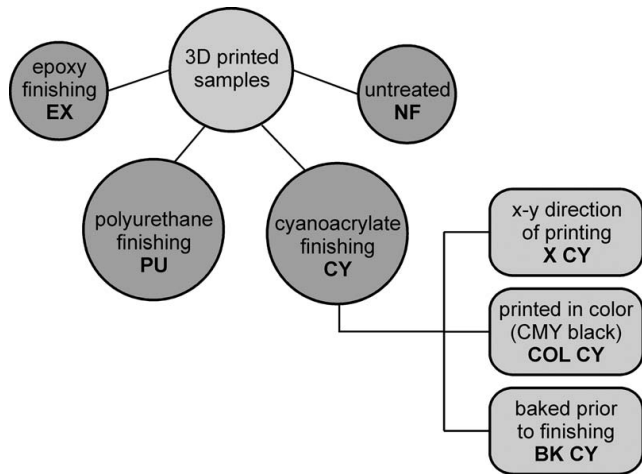 3D printed
samples
epoxy
finishing
EX
untreated
NF
polyurethane
finishing
PU
cyanoacrylate
finishing
CY
x-y direction
of printing
X CY
printed in color
(CMY black)
COL CY
baked prior
to finishing
BK CY